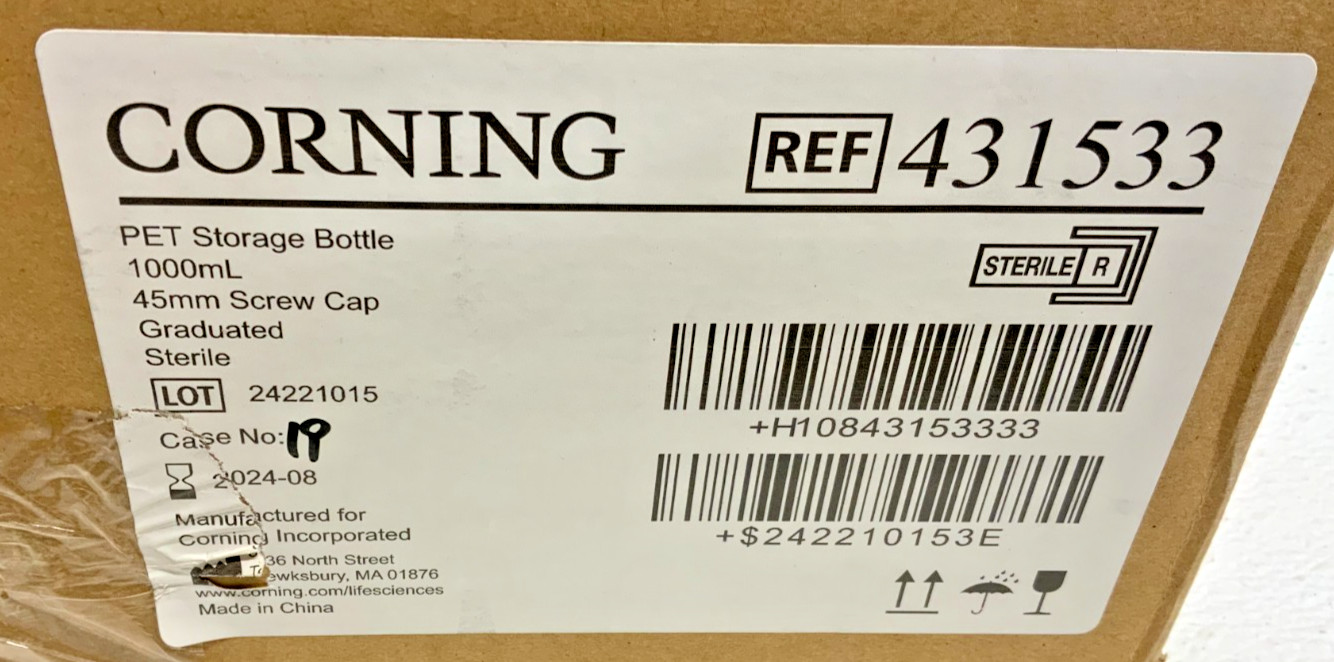 CORNING
REF 431533
PET Storage Bottle
1000mL
45mm Screw Cap
Graduated
Sterile
STERILE R
LOT 24221015
Case No: 19
2024-08
+H10843153333
+$242210153E
Manufactured for
Corning Incorporated
36 North Street
Tewksbury, MA 01876
www.corning.com/lifesciences
Made in China